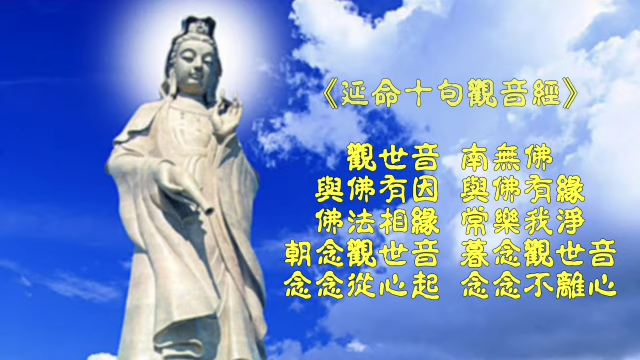 《延命十句觀音經》
觀世音 南無佛
與佛有因 與佛有緣
佛法相緣 常樂我淨
朝念觀世音 暮念觀世音
念念從心起 念念不離心